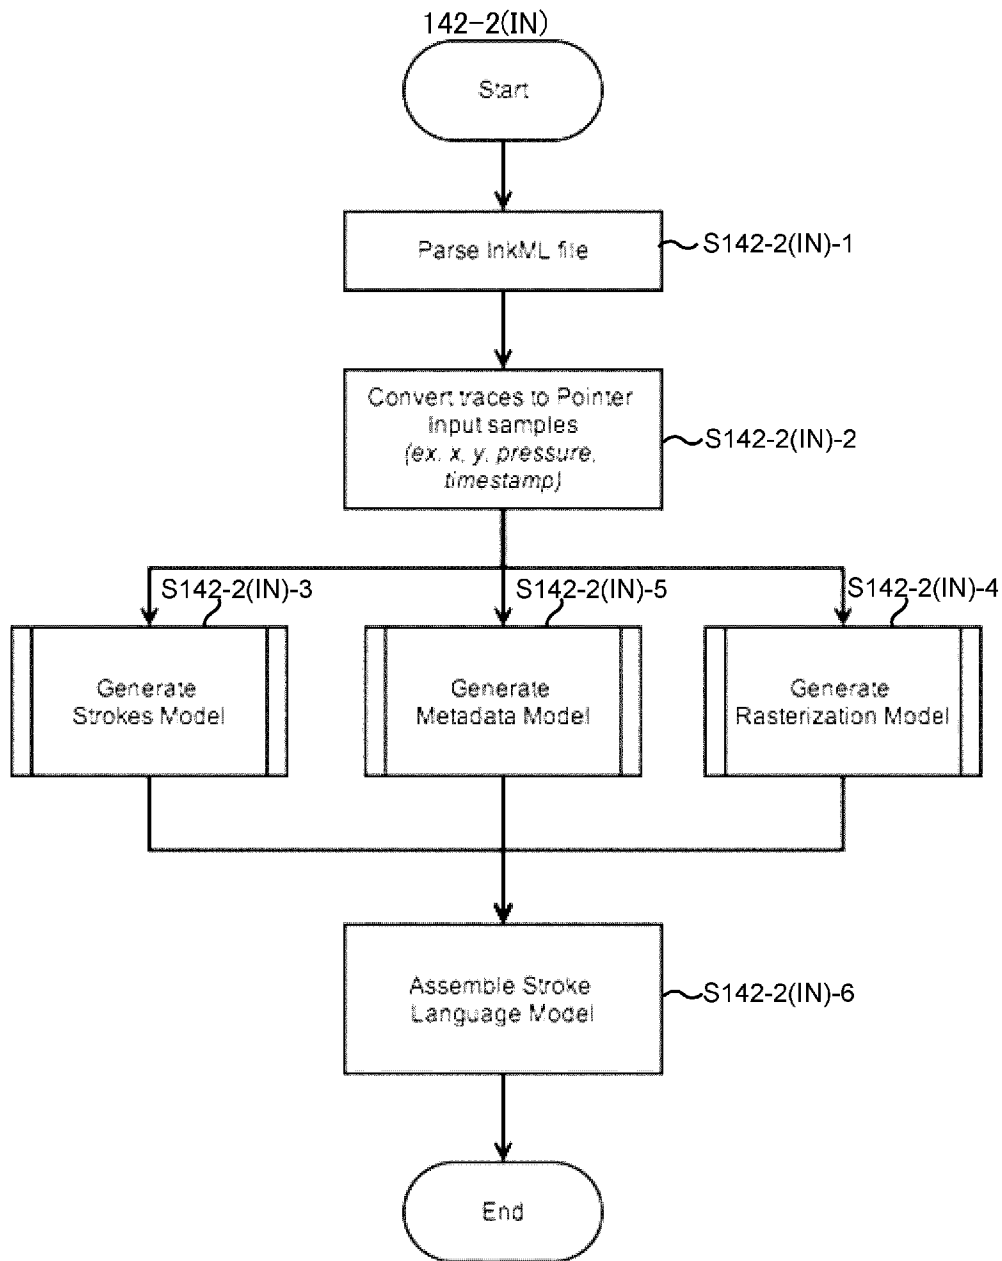 142-2(IN)
Start
Parse InkML file
S142-2(IN)-1
Convert traces to Pointer
Input samples
(ex. x, y, pressure,
timestamp)
S142-2(IN)-2
S142-2(IN)-3
S142-2(IN)-5
S142-2(IN)-4
Generate
Strokes Model
Generate
Metadata Model
Generate
Rasterization Model
Assemble Stroke
Language Model
S142-2(IN)-6
End